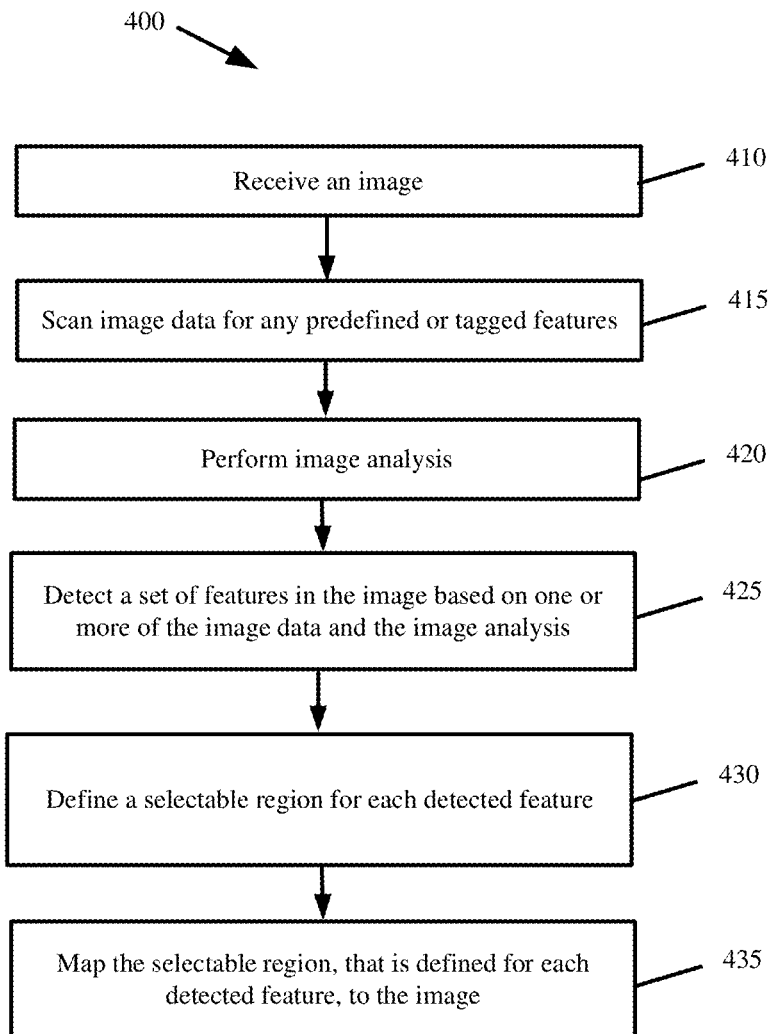 400
Receive an image
410
Scan image data for any predefined or tagged features
415
Perform image analysis
420
Detect a set of features in the image based on one or
more of the image data and the image analysis
425
Define a selectable region for each detected feature
430
Map the selectable region, that is defined for each
detected feature, to the image
435